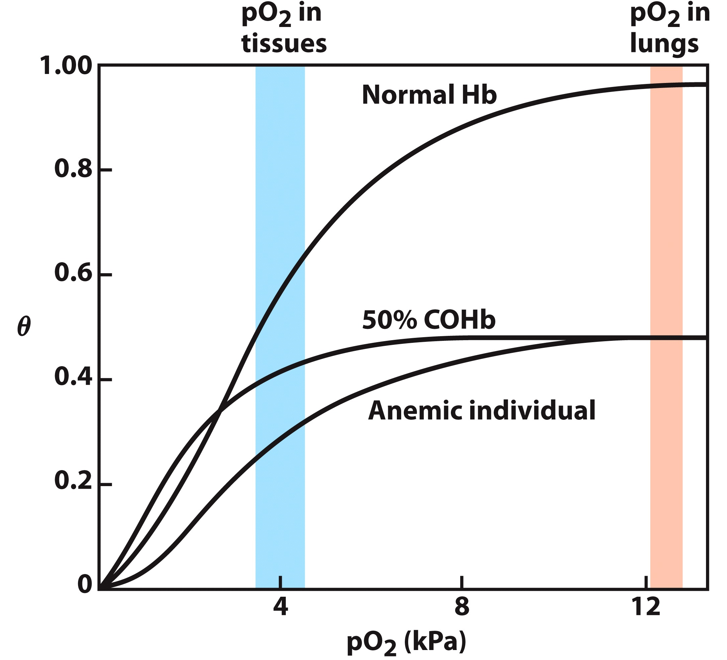 pO₂ in
tissues
pO₂ in
lungs
1.00
Normal Hb
0.8
0.6
θ
50% COHb
0.4
Anemic individual
0.2
0
4
8
12
pO₂ (kPa)